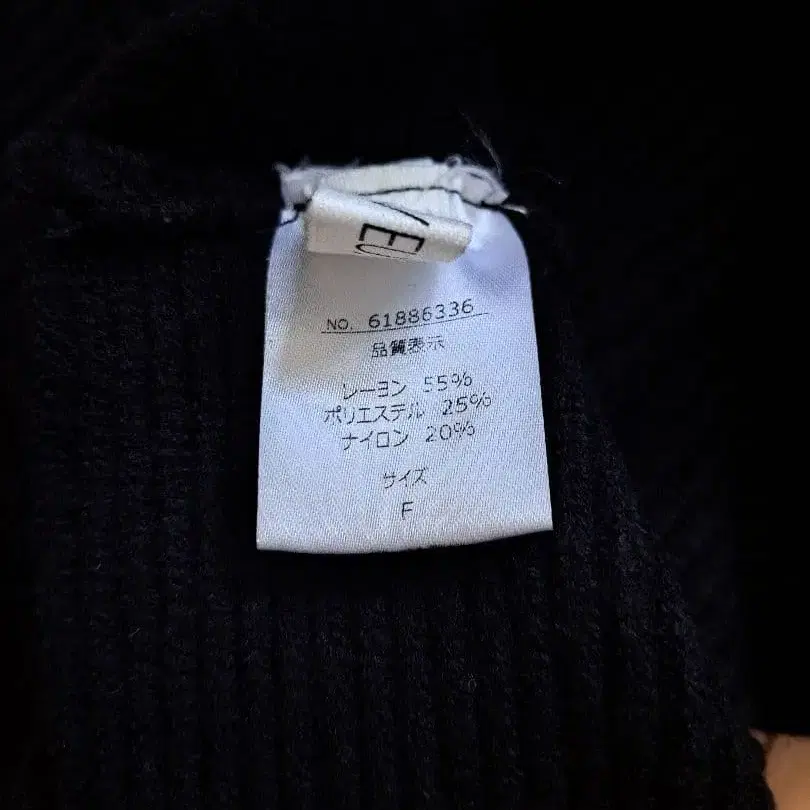 NO. 61886336
品質表示
レーヨン 55%
ポリエステル 25%
ナイロン 20%
サイズ
F